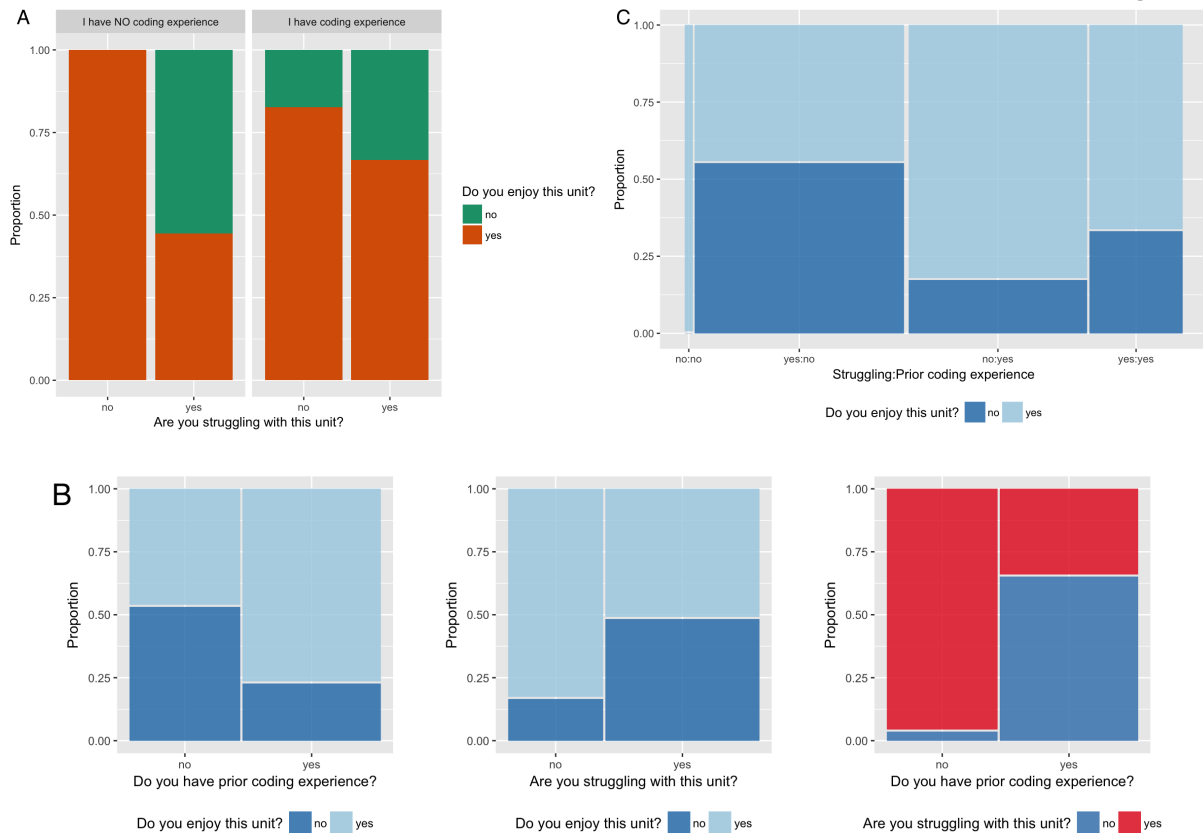 A
I have NO coding experience
I have coding experience
1.00
0.75
0.50
0.25
0.00
Proportion
no
yes
no
yes
Are you struggling with this unit?
Do you enjoy this unit?
no
yes
C
1.00
0.75
0.50
0.25
0.00
Proportion
no:no
yes:no
no:yes
yes:yes
Struggling:Prior coding experience
Do you enjoy this unit? no yes
B
1.00
0.75
0.50
0.25
0.00
Proportion
no
yes
Do you have prior coding experience?
Do you enjoy this unit? no yes
1.00
0.75
0.50
0.25
0.00
Proportion
no
yes
Are you struggling with this unit?
Do you enjoy this unit? no yes
1.00
0.75
0.50
0.25
0.00
Proportion
no
yes
Do you have prior coding experience?
Are you struggling with this unit? no yes